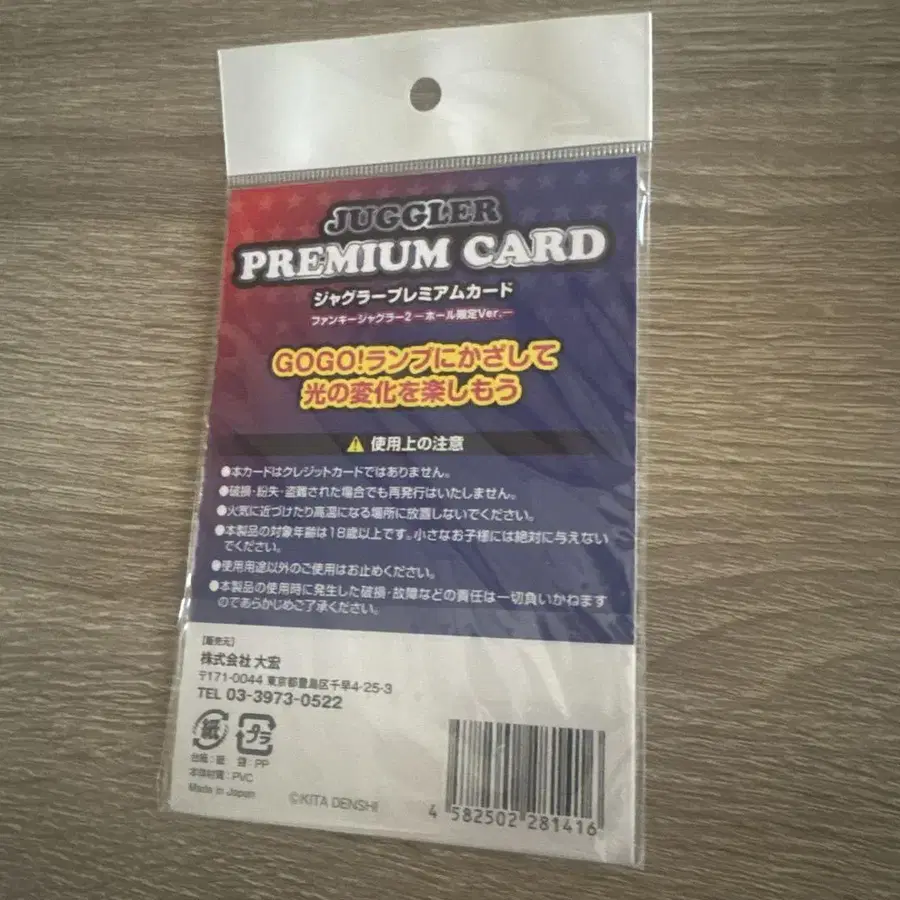 JUGGLER
PREMIUM CARD
ジャグラープレミアムカード
ファンキージャグラー2 －ホール限定Ver.－
GOGO!ランプにかざして
光の変化を楽しもう
使用上の注意
●本カードはクレジットカードではありません。
●破損・紛失・盗難された場合でも再発行はいたしません。
●火気に近づけたり高温になる場所に放置しないでください。
●本製品の対象年齢は18歳以上です。小さなお子様には絶対に与えない
でください。
●使用用途以外のご使用はお止めください。
●本製品の使用時に発生した破損・故障などの責任は一切負いかねます
のであらかじめご了承ください。
［販売元］
株式会社 大宏
〒171-0044 東京都豊島区千早4-25-3
TEL 03-3973-0522
紙 プラ
台紙：紙 袋：PP
本体材質：PVC
Made in Japan
©KITA DENSHI
4 582502 281416